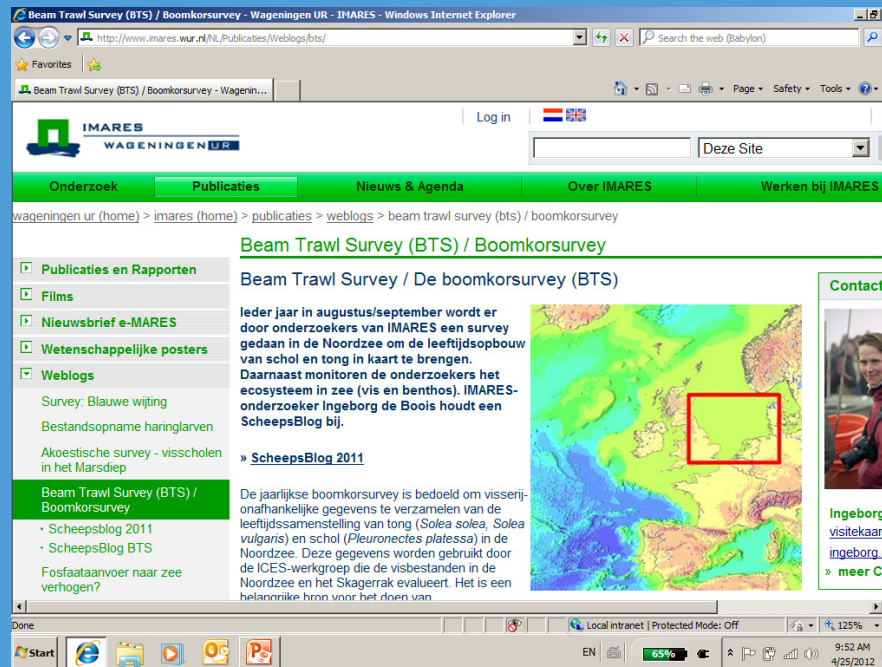 Beam Trawl Survey (BTS) / Boomkorsurvey - Wageningen UR - IMARES - Windows Internet Explorer
http://www.imares.wur.nl/NL/Publicaties/Weblogs/bts/
Search the web (Babylon)
Favorites
Beam Trawl Survey (BTS) / Boomkorsurvey - Wagenin...
Page
Safety
Tools
IMARES
WAGENINGEN UR
Log in
Deze Site
Onderzoek
Publicaties
Nieuws & Agenda
Over IMARES
Werken bij IMARES
wageningen ur (home) > imares (home) > publicaties > weblogs > beam trawl survey (bts) / boomkorsurvey
Publicaties en Rapporten
Films
Nieuwsbrief e-MARES
Wetenschappelijke posters
Weblogs
Survey: Blauwe wijting
Bestandsopname haringlarven
Akoestische survey - visscholen
in het Marsdiep
Beam Trawl Survey (BTS) /
Boomkorsurvey
· Scheepsblog 2011
· ScheepsBlog BTS
Fosfaataanvoer naar zee
verhogen?
Beam Trawl Survey (BTS) / Boomkorsurvey
Beam Trawl Survey / De boomkorsurvey (BTS)
Ieder jaar in augustus/september wordt er
door onderzoekers van IMARES een survey
gedaan in de Noordzee om de leeftijdsopbouw
van schol en tong in kaart te brengen.
Daarnaast monitoren de onderzoekers het
ecosysteem in zee (vis en benthos). IMARES-
onderzoeker Ingeborg de Boois houdt een
ScheepsBlog bij.
» ScheepsBlog 2011
De jaarlijkse boomkorsurvey is bedoeld om visserij-
onafhankelijke gegevens te verzamelen van de
leeftijdssamenstelling van tong (Solea solea, Solea
vulgaris) en schol (Pleuronectes platessa) in de
Noordzee. Deze gegevens worden gebruikt door
de ICES-werkgroep die de visbestanden in de
Noordzee en het Skagerrak evalueert. Het is een
belangrijke bron voor het doen van
Contact
Ingeborg
visitekaar
ingeborg.
» meer C
Done
Local intranet | Protected Mode: Off
125%
Start
EN
65%
9:52 AM
4/25/2012